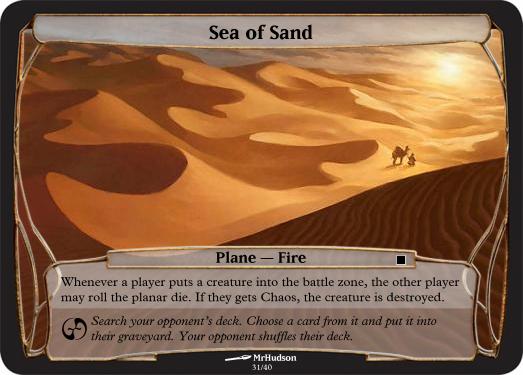 Sea of Sand
Plane — Fire
Whenever a player puts a creature into the battle zone, the other player
may roll the planar die. If they gets Chaos, the creature is destroyed.
Search your opponent's deck. Choose a card from it and put it into
their graveyard. Your opponent shuffles their deck.
MrHudson
31/40